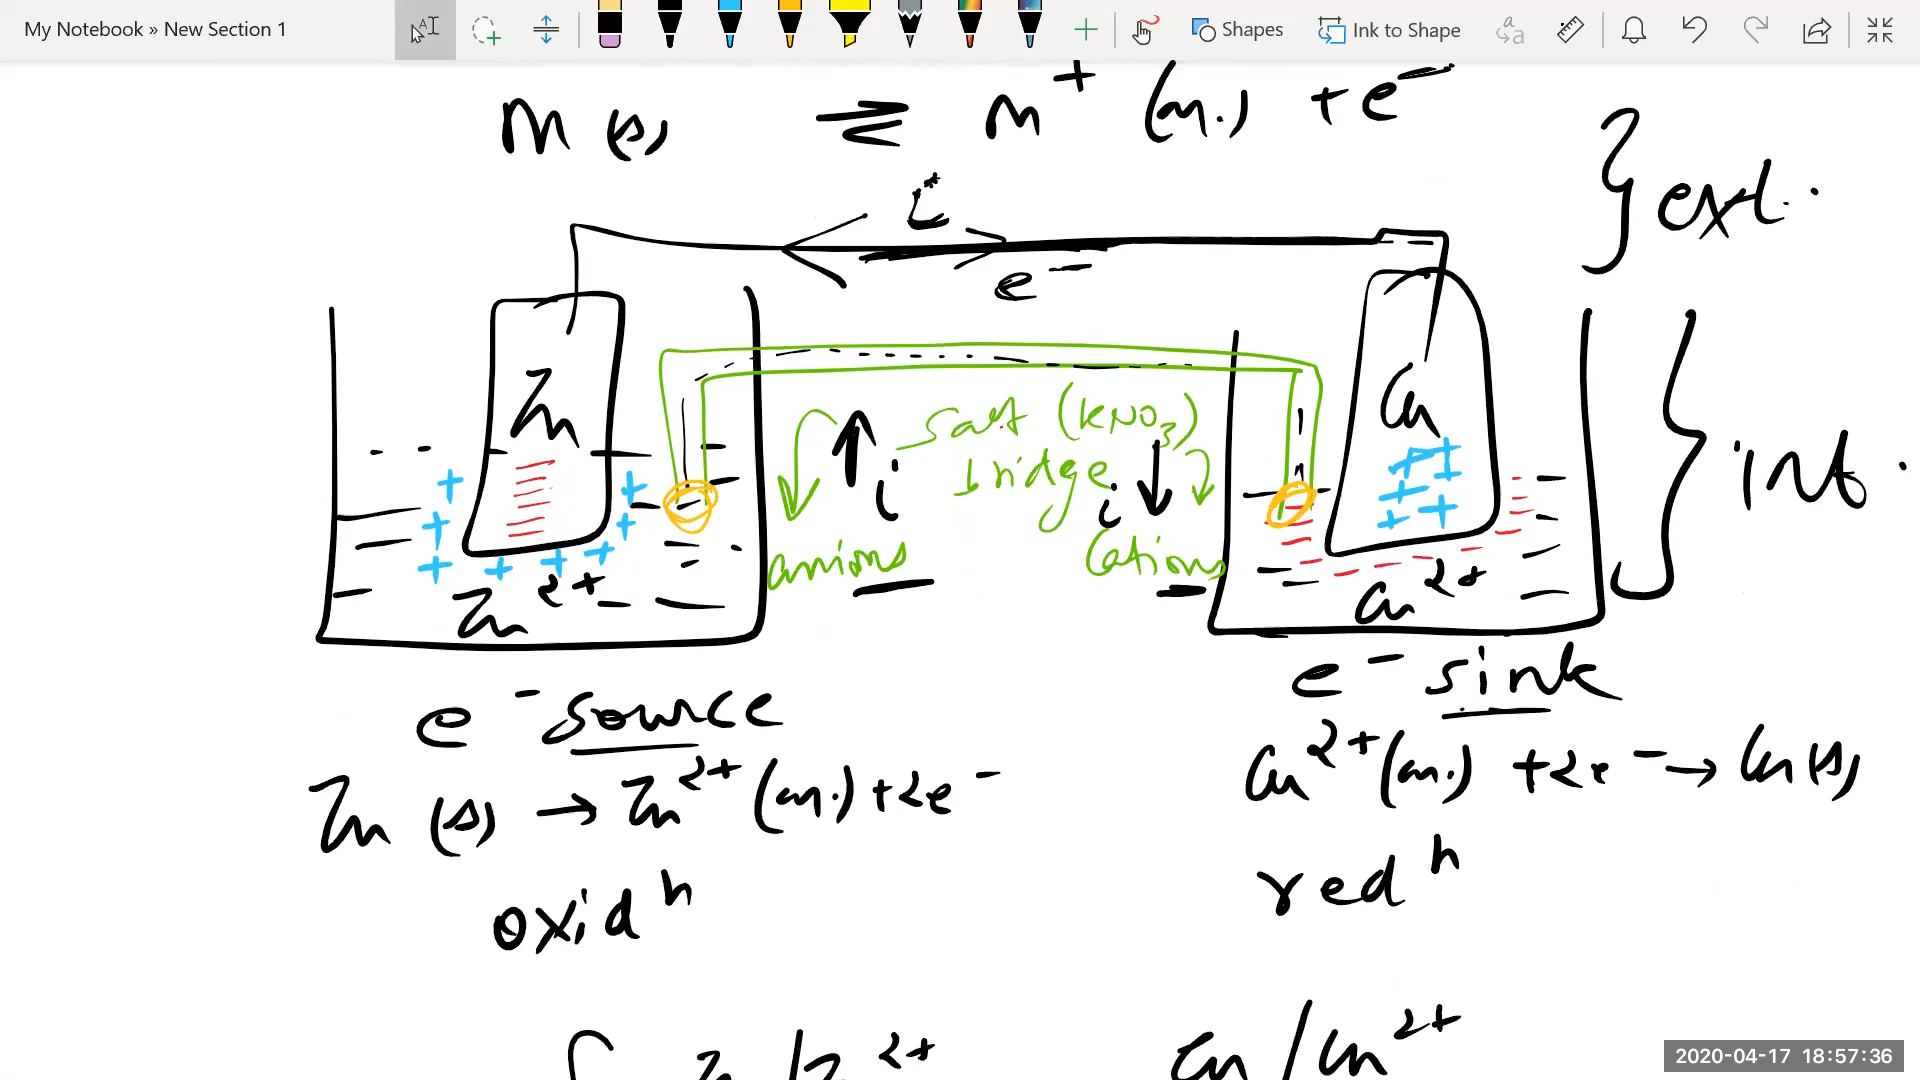 My Notebook » New Section 1
Shapes
Ink to Shape
M (s) ⇌ M⁺ (aq.) + e⁻
i
e⁻
ext.
Zn
Cu
Salt (KNO₃)
bridge
i
i
anions
Cations
int.
Zn²⁺
Cu²⁺
e⁻ source
e⁻ sink
Zn (s) → Zn²⁺ (aq.) + 2e⁻
Cu²⁺ (aq.) + 2e⁻ → Cu(s)
oxidⁿ
redⁿ
Zn/Zn²⁺
Cu/Cu²⁺
2020-04-17 18:57:36